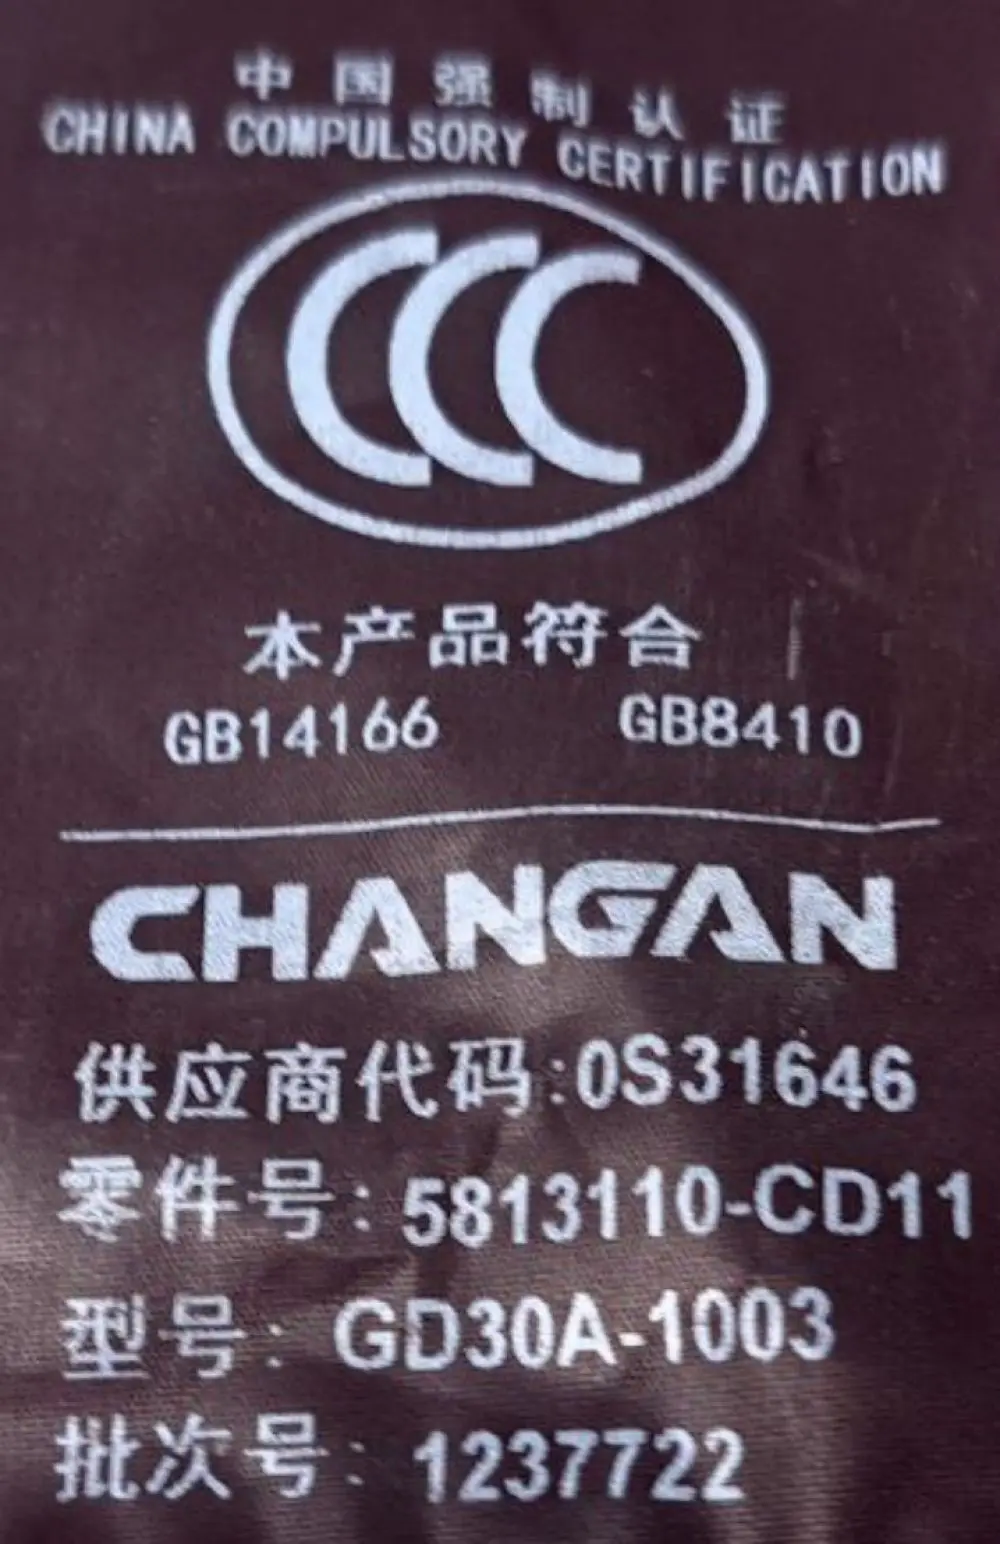 中国强制认证
CHINA COMPULSORY CERTIFICATION
CCC
本产品符合
GB14166 GB8410
CHANGAN
供应商代码:0S31646
零件号:5813110-CD11
型号:GD30A-1003
批次号:1237722